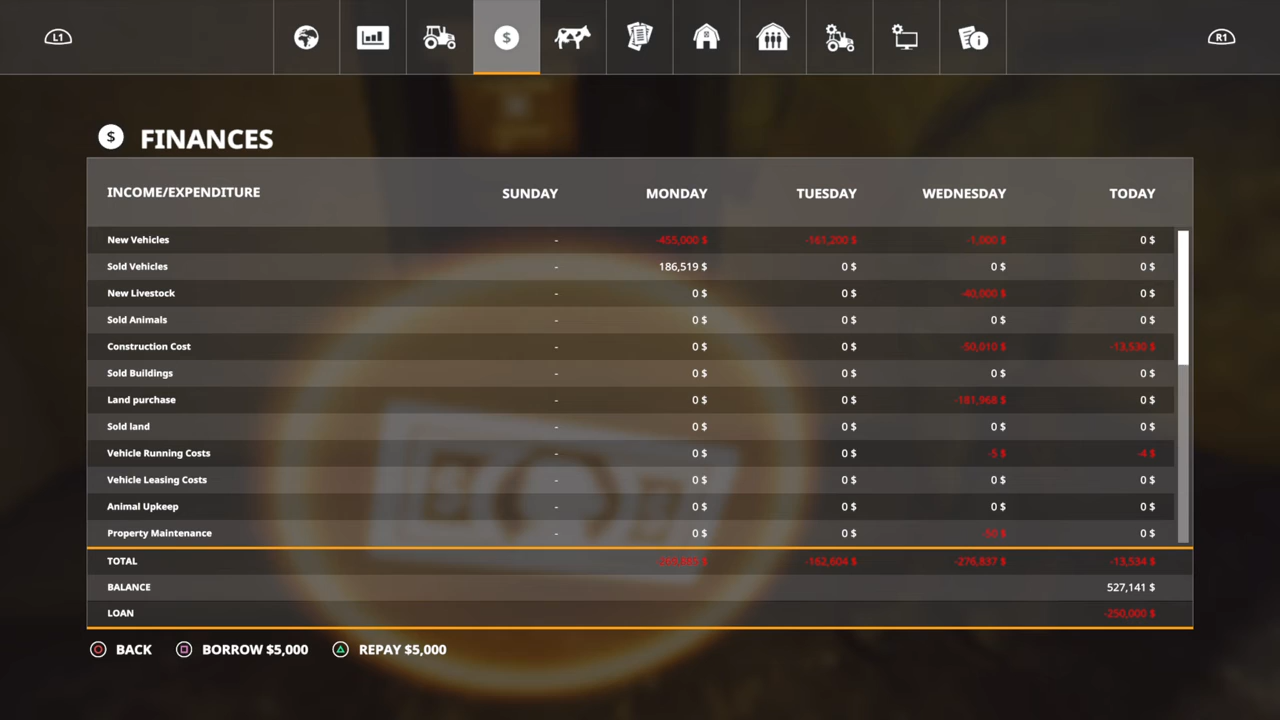 L1
R1
$ FINANCES
INCOME/EXPENDITURE SUNDAY MONDAY TUESDAY WEDNESDAY TODAY
New Vehicles - -455,000 $ -161,200 $ -1,000 $ 0 $
Sold Vehicles - 186,519 $ 0 $ 0 $ 0 $
New Livestock - 0 $ 0 $ -40,000 $ 0 $
Sold Animals - 0 $ 0 $ 0 $ 0 $
Construction Cost - 0 $ 0 $ -50,010 $ -13,530 $
Sold Buildings - 0 $ 0 $ 0 $ 0 $
Land purchase - 0 $ 0 $ -181,968 $ 0 $
Sold land - 0 $ 0 $ 0 $ 0 $
Vehicle Running Costs - 0 $ 0 $ -5 $ -4 $
Vehicle Leasing Costs - 0 $ 0 $ 0 $ 0 $
Animal Upkeep - 0 $ 0 $ 0 $ 0 $
Property Maintenance - 0 $ 0 $ 0 $
TOTAL -162,604 $ -276,837 $ -13,534 $
BALANCE 527,141 $
LOAN -250,000 $
BACK BORROW $5,000 REPAY $5,000